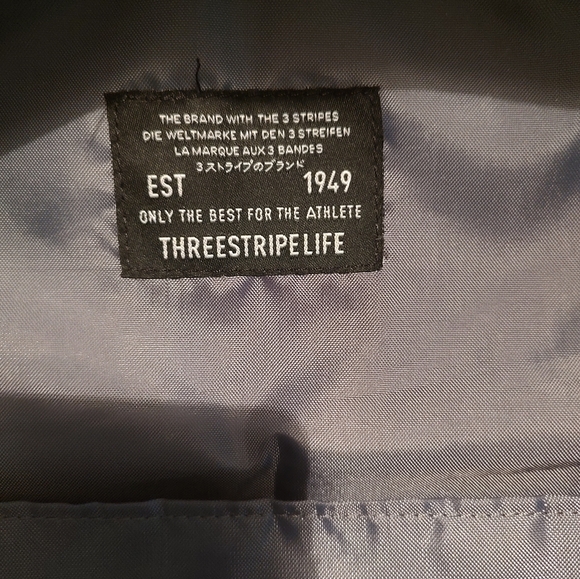 THE BRAND WITH THE 3 STRIPES
DIE WELTMARKE MIT DEN 3 STREIFEN
LA MARQUE AUX 3 BANDES
3ストライプのブランド
EST 1949
ONLY THE BEST FOR THE ATHLETE
THREESTRIPELIFE